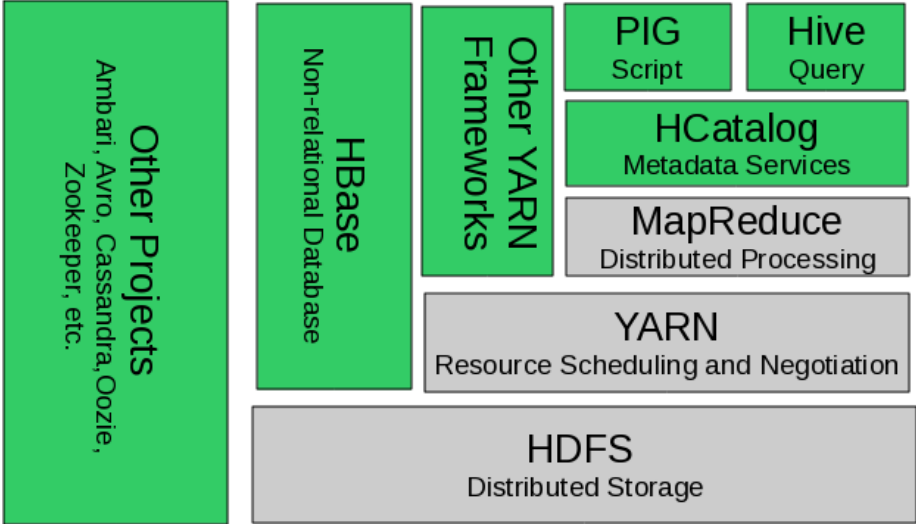 Other Projects
Ambari, Avro, Cassandra,Oozie,
Zookeeper, etc.
HBase
Non-relational Database
Other YARN
Frameworks
PIG
Script
Hive
Query
HCatalog
Metadata Services
MapReduce
Distributed Processing
YARN
Resource Scheduling and Negotiation
HDFS
Distributed Storage